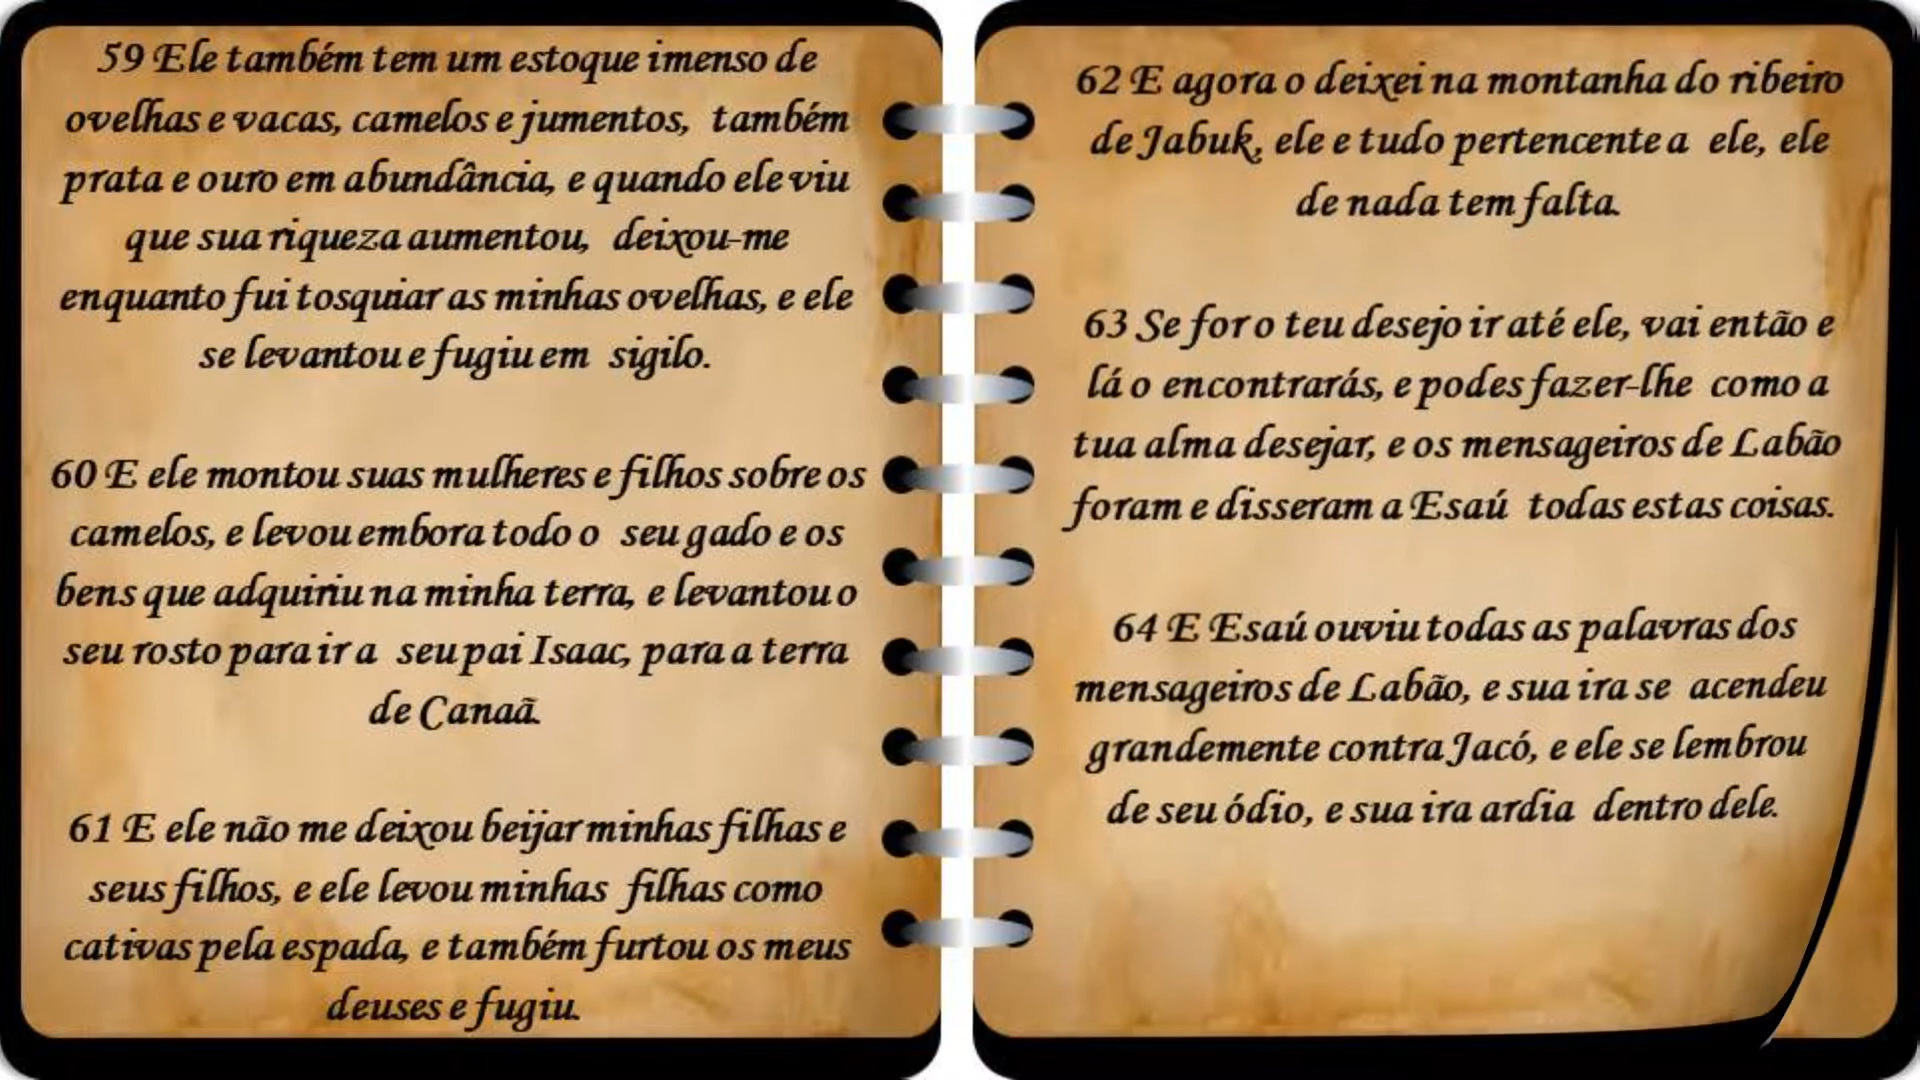 59 Ele também tem um estoque imenso de
ovelhas e vacas, camelos e jumentos, também
prata e ouro em abundância, e quando ele viu
que sua riqueza aumentou, deixou-me
enquanto fui tosquiar as minhas ovelhas, e ele
se levantou e fugiu em sigilo.
60 E ele montou suas mulheres e filhos sobre os
camelos, e levou embora todo o seu gado e os
bens que adquiriu na minha terra, e levantou o
seu rosto para ir a seu pai Isaac, para a terra
de Canaã.
61 E ele não me deixou beijar minhas filhas e
seus filhos, e ele levou minhas filhas como
cativas pela espada, e também furtou os meus
deuses e fugiu.
62 E agora o deixei na montanha do ribeiro
de Jabuk, ele e tudo pertencente a ele, ele
de nada tem falta.
63 Se for o teu desejo ir até ele, vai então e
lá o encontrarás, e podes fazer-lhe como a
tua alma desejar, e os mensageiros de Labão
foram e disseram a Esaú todas estas coisas.
64 E Esaú ouviu todas as palavras dos
mensageiros de Labão, e sua ira se acendeu
grandemente contra Jacó, e ele se lembrou
de seu ódio, e sua ira ardia dentro dele.